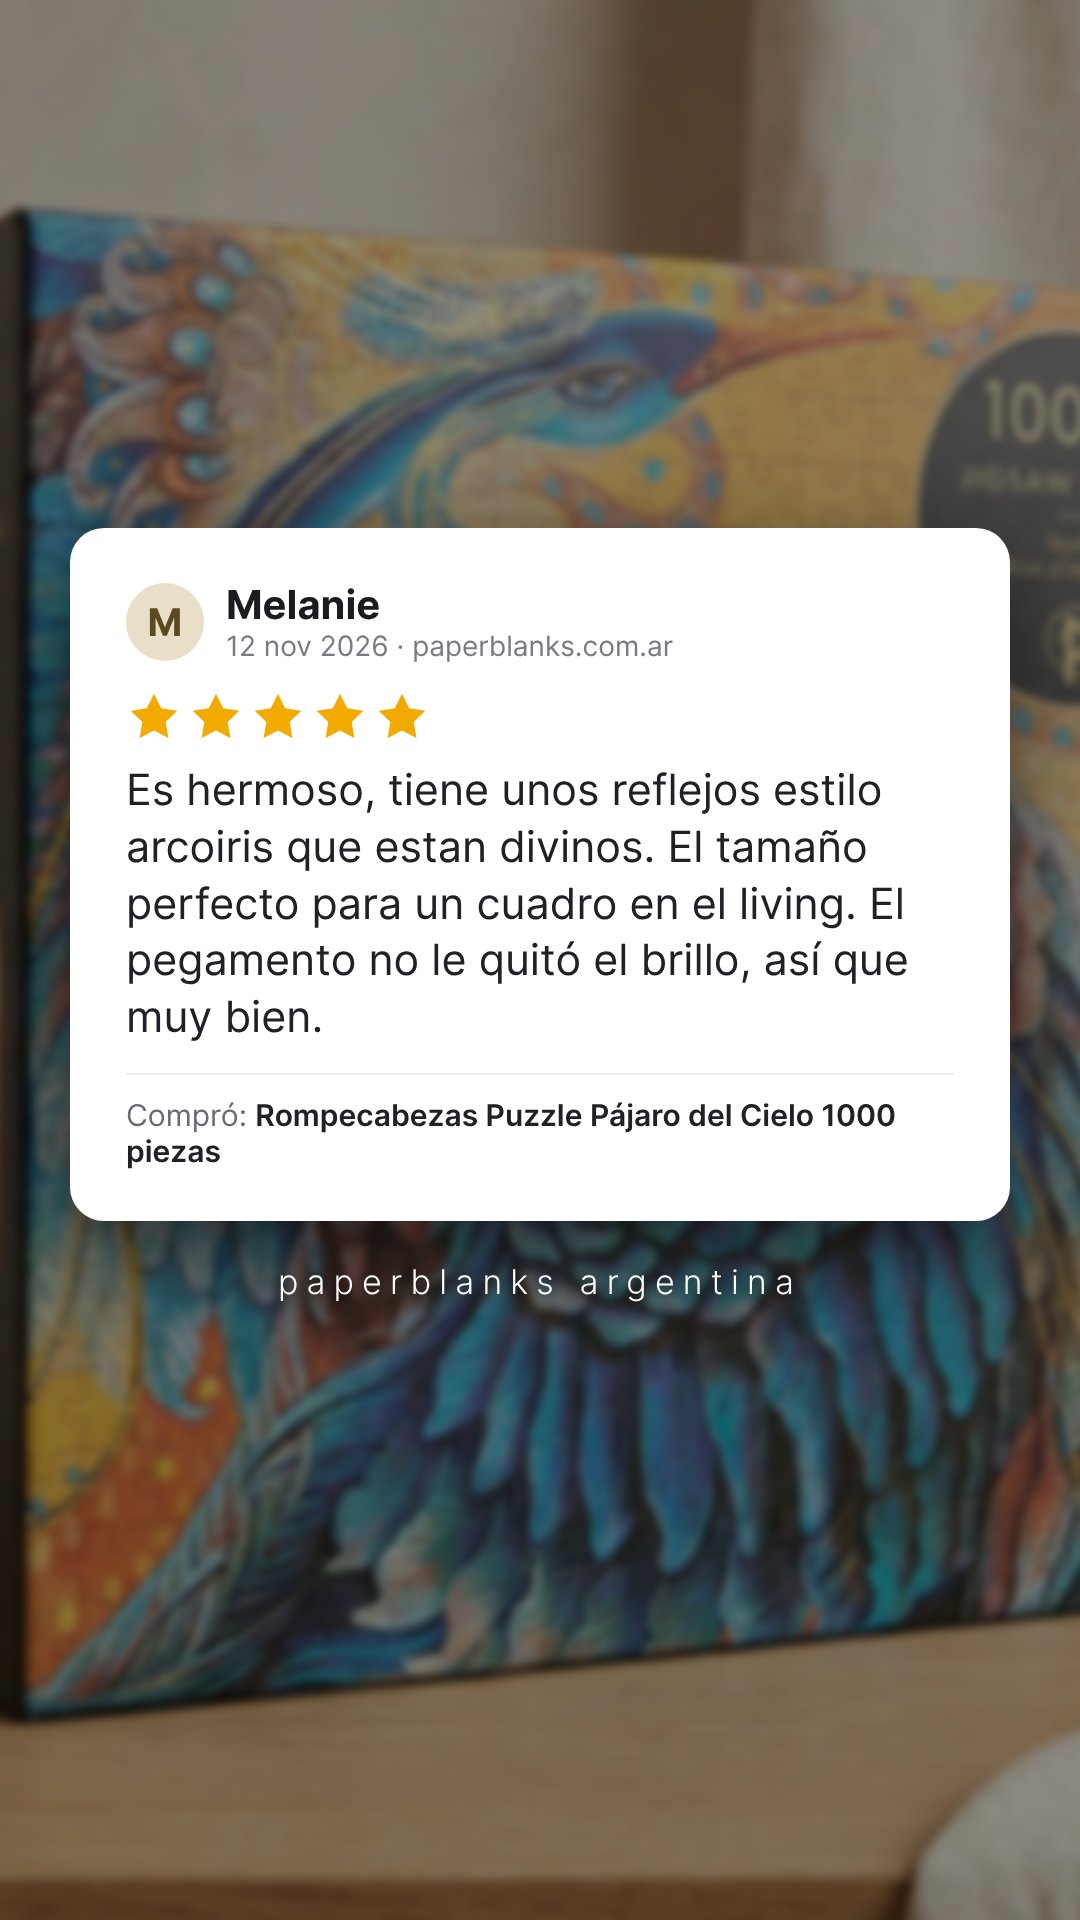 100
JIGSAW
M
Melanie
12 nov 2026 · paperblanks.com.ar
Es hermoso, tiene unos reflejos estilo
arcoiris que estan divinos. El tamaño
perfecto para un cuadro en el living. El
pegamento no le quitó el brillo, así que
muy bien.
Compró: Rompecabezas Puzzle Pájaro del Cielo 1000
piezas
paperblanks argentina